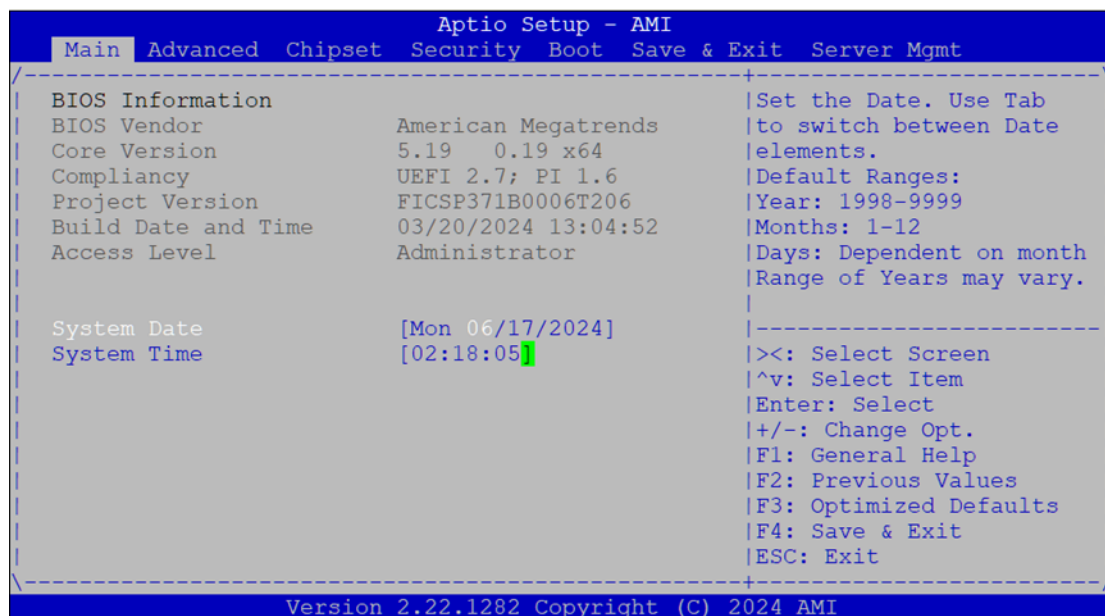 Aptio Setup - AMI
Main Advanced Chipset Security Boot Save & Exit Server Mgmt
BIOS Information
BIOS Vendor American Megatrends
Core Version 5.19 0.19 x64
Compliancy UEFI 2.7; PI 1.6
Project Version FICSP371B0006T206
Build Date and Time 03/20/2024 13:04:52
Access Level Administrator
System Date [Mon 06/17/2024]
System Time [02:18:05]
Set the Date. Use Tab
to switch between Date
elements.
Default Ranges:
Year: 1998-9999
Months: 1-12
Days: Dependent on month
Range of Years may vary.
><: Select Screen
^v: Select Item
Enter: Select
+/-: Change Opt.
F1: General Help
F2: Previous Values
F3: Optimized Defaults
F4: Save & Exit
ESC: Exit
Version 2.22.1282 Copyright (C) 2024 AMI